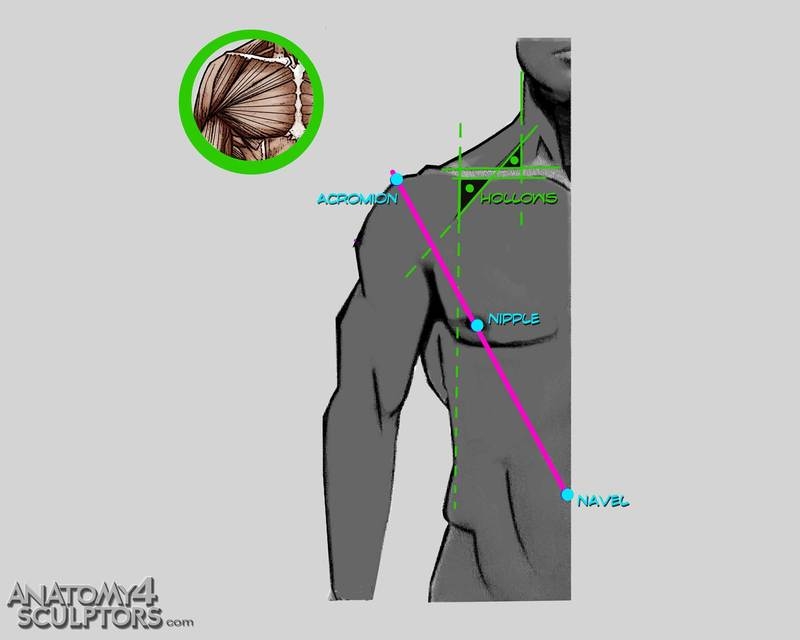 ACROMION
HOLLOWS
NIPPLE
NAVEL
ANATOMY4
SCULPTORS.com